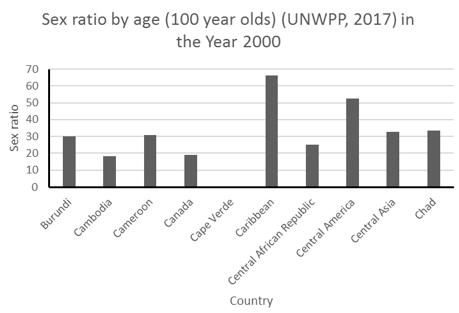 Sex ratio by age (100 year olds) (UNWPP, 2017) in
the Year 2000
70
60
50
40
30
20
10
0
Sex ratio
Burundi
Cambodia
Cameroon
Canada
Cape Verde
Caribbean
Central African Republic
Central America
Central Asia
Chad
Country